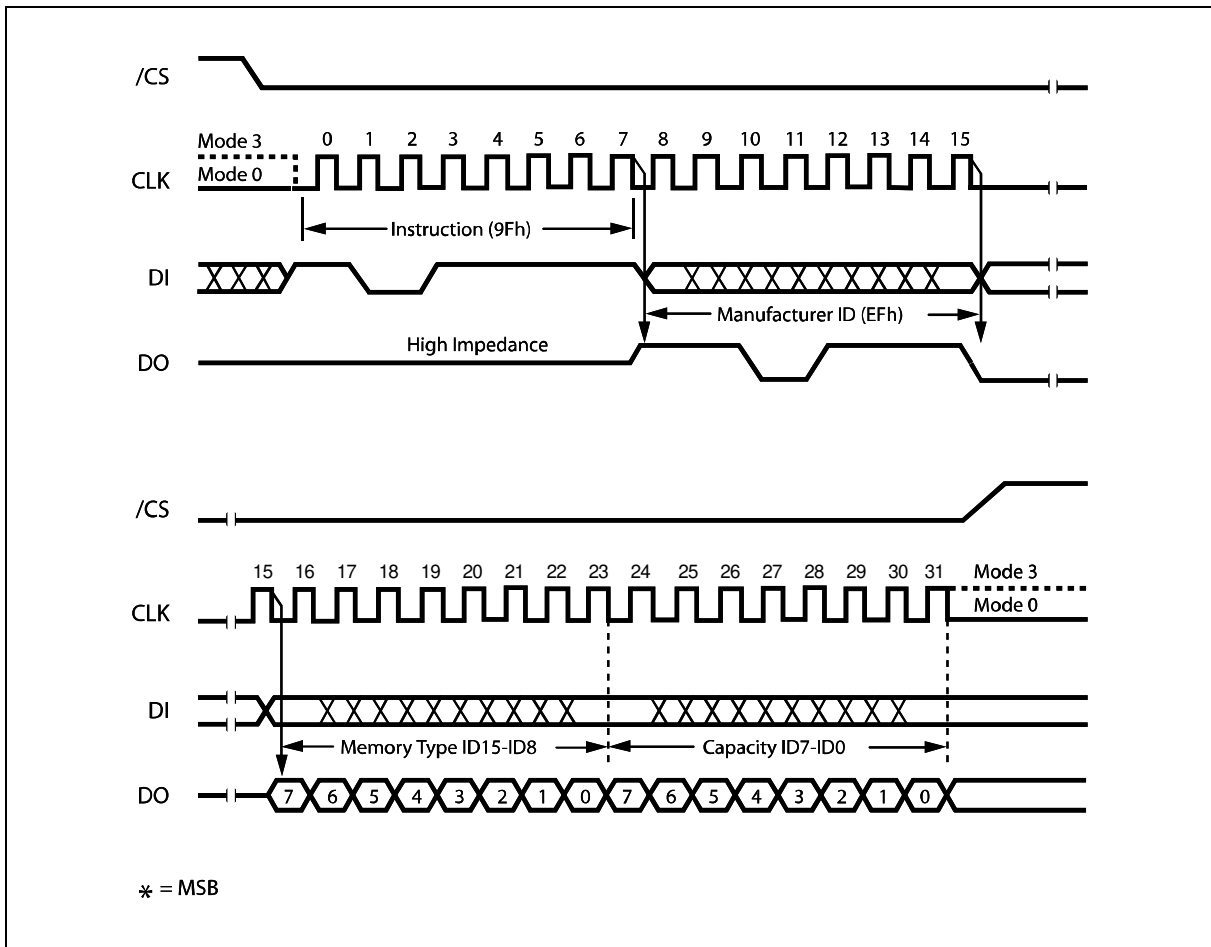 /CS
Mode 3
0 1 2 3 4 5 6 7 8 9 10 11 12 13 14 15
CLK
Mode 0
Instruction (9Fh)
DI
Manufacturer ID (EFh)
High Impedance
DO
/CS
15 16 17 18 19 20 21 22 23 24 25 26 27 28 29 30 31
Mode 3
CLK
Mode 0
DI
Memory Type ID15-ID8
Capacity ID7-ID0
DO
7 6 5 4 3 2 1 0 7 6 5 4 3 2 1 0
* = MSB